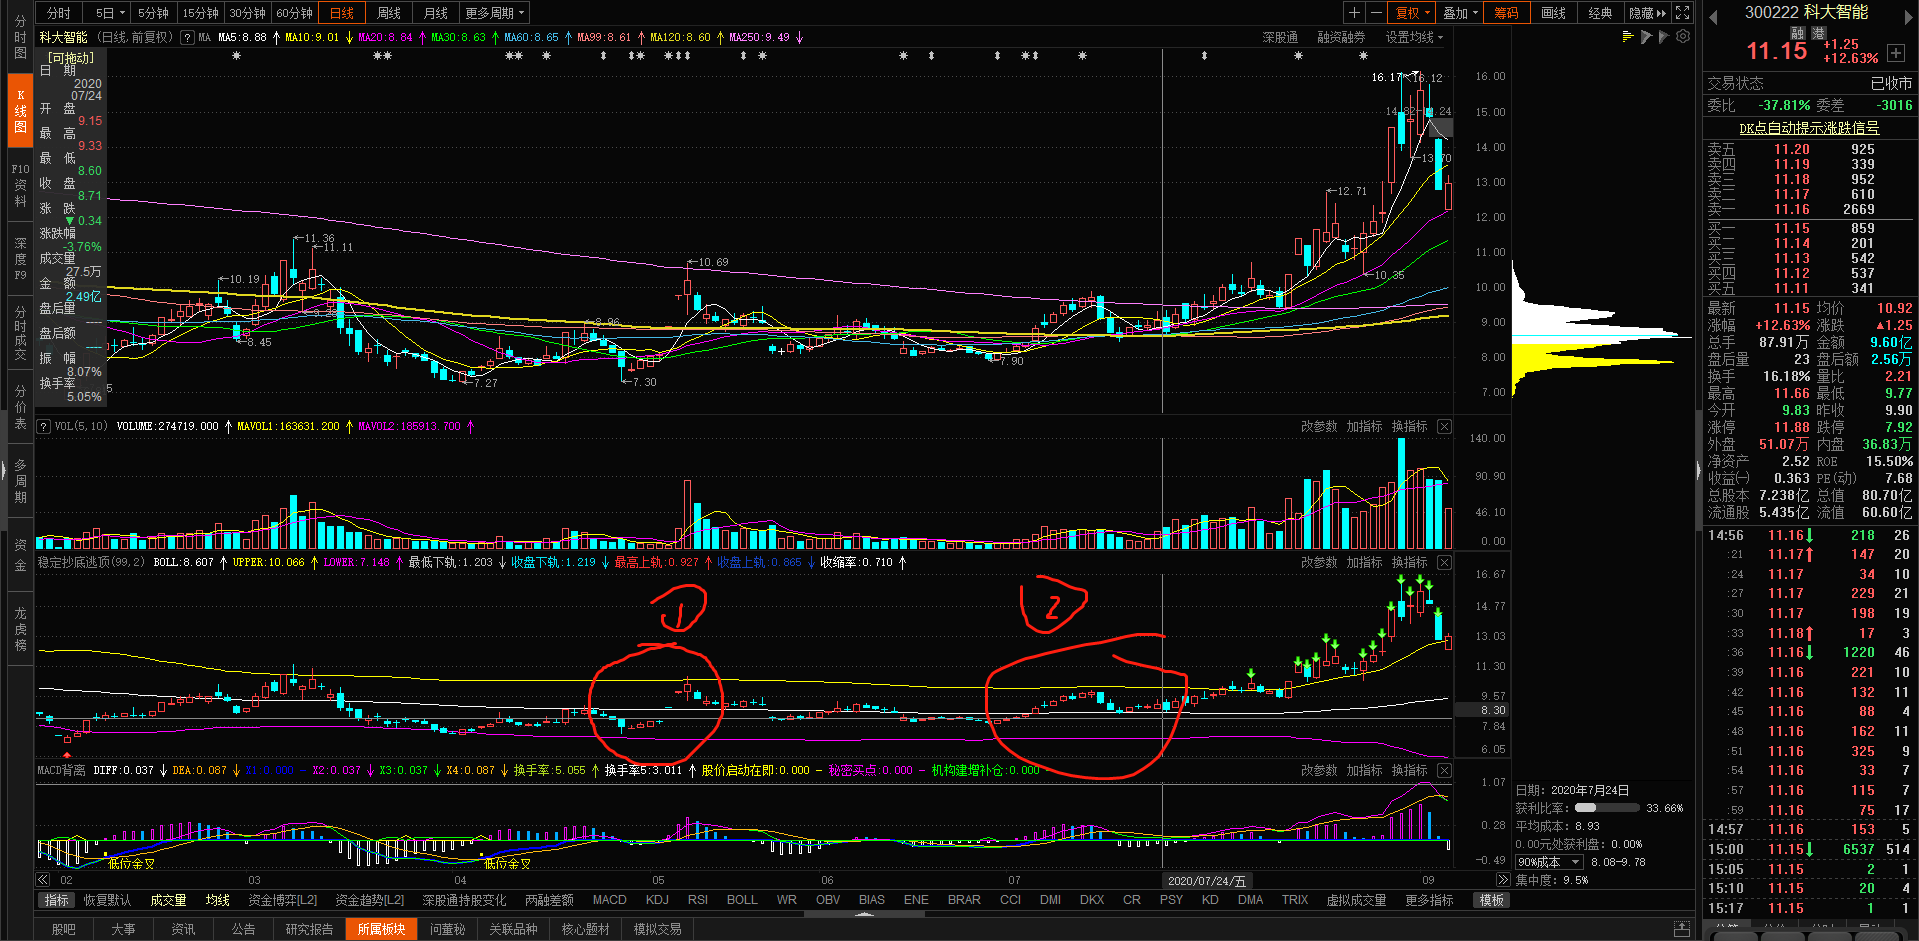 分时 5日 5分钟 15分钟 30分钟 60分钟 日线 周线 月线 更多周期
复权 叠加 筹码 画线 经典 隐藏
300222 科大智能
融 港
11.15 +1.25 +12.63%
科大智能 (日线,前复权) ? MA MA5:8.88 MA10:9.01 MA20:8.84 MA30:8.63 MA60:8.65 MA99:8.61 MA120:8.60 MA250:9.49
深股通 融资融券 设置均线
分时图
K线图
F10资料
深度F9
分时成交
分价表
多周期
资金
龙虎榜
[可拖动]
日期 2020 07/24
开盘 9.15
最高 9.33
最低 8.60
收盘 8.71
涨跌 ▼0.34
涨跌幅 -3.76%
成交量 27.5万
金额 2.49亿
盘后量 ----
盘后额 ----
振幅 8.07%
换手率 5.05%
16.17
16.12
12.71
10.35
11.36
11.11
10.19
8.45
7.27
7.30
10.69
7.90
16.00
15.00
14.00
13.00
12.00
11.00
10.00
9.00
8.00
7.00
? VOL(5,10) VOLUME:274719.000 MAVOL1:163631.200 MAVOL2:185913.700
改参数 加指标 换指标
140.00
90.90
46.10
0.00
稳定抄底逃顶(99,2) BOLL:8.607 UPPER:10.066 LOWER:7.148 最低下轨:1.203 收盘下轨:1.219 最高上轨:0.927 收盘上轨:0.865 收缩率:0.710
改参数 加指标 换指标
1
2
16.67
14.77
13.03
11.30
9.57
8.30
7.84
6.05
MACD背离 DIFF:0.037 DEA:0.087 X1:0.000 X2:0.037 X3:0.037 X4:0.087 换手率:5.055 换手率5:3.011 股价启动在即:0.000 秘密买点:0.000 机构建增补仓:0.000
改参数 加指标 换指标
1.07
0.28
-0.49
低位金叉
低位金叉
02 03 04 05 06 07 2020/07/24/五 09
日期: 2020年7月24日
获利比率: 33.66%
平均成本: 8.93
0.00元处获利盘: 0.00%
90%成本 8.08-9.78
集中度: 9.5%
指标 恢复默认 成交量 均线 资金博弈[L2] 资金趋势[L2] 深股通持股变化 两融差额 MACD KDJ RSI BOLL WR OBV BIAS ENE BRAR CCI DMI DKX CR PSY KD DMA TRIX 虚拟成交量 更多指标 模板
股吧 大事 资讯 公告 研究报告 所属板块 问董秘 关联品种 核心题材 模拟交易
交易状态 已收市
委比 -37.81% 委差 -3016
DK点自动提示涨跌信号
卖五 11.20 925
卖四 11.19 339
卖三 11.18 952
卖二 11.17 610
卖一 11.16 2669
买一 11.15 859
买二 11.14 201
买三 11.13 542
买四 11.12 537
买五 11.11 341
最新 11.15 均价 10.92
涨幅 +12.63% 涨跌 ▲1.25
总手 87.91万 金额 9.60亿
盘后量 23 盘后额 2.56万
换手 16.18% 量比 2.21
最高 11.66 最低 9.77
今开 9.83 昨收 9.90
涨停 11.88 跌停 7.92
外盘 51.07万 内盘 36.83万
净资产 2.52 ROE 15.50%
收益(一) 0.363 PE(动) 7.68
总股本 7.238亿 总值 80.70亿
流通股 5.435亿 流值 60.60亿
14:56 11.16 218 26
:21 11.17 147 20
:24 11.17 34 10
:27 11.17 229 21
:30 11.17 198 19
:33 11.18 17 3
:36 11.16 1220 46
:39 11.16 221 10
:42 11.16 132 11
:45 11.16 88 4
:48 11.16 162 11
:51 11.16 325 9
:54 11.16 33 7
:57 11.16 115 7
:59 11.16 75 17
14:57 11.16 153 5
15:00 11.15 6537 514
15:05 11.15 2 1
15:10 11.15 20 4
15:17 11.15 1 1